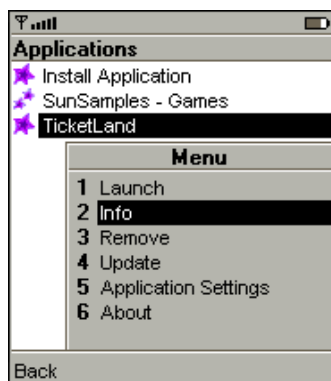 Applications
Install Application
SunSamples - Games
TicketLand
Menu
1 Launch
2 Info
3 Remove
4 Update
5 Application Settings
6 About
Back